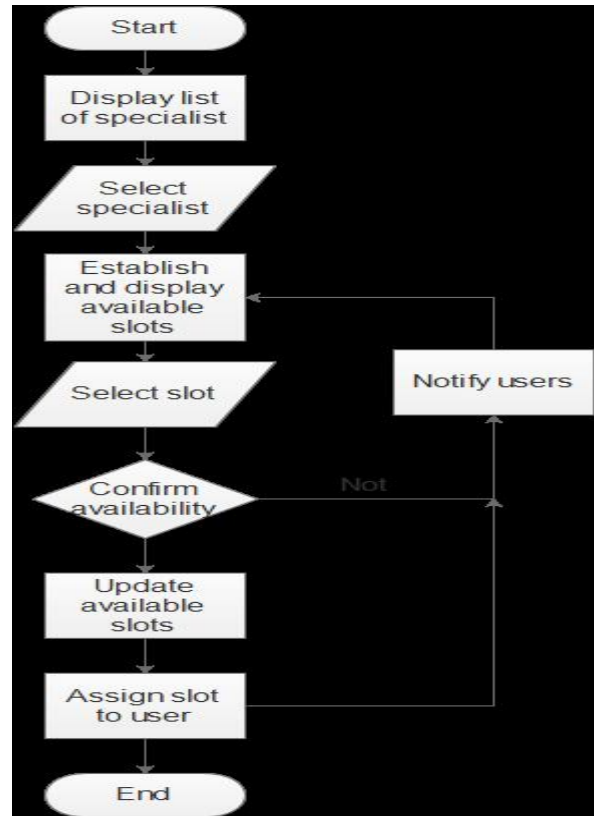 Start
Display list
of specialist
Select
specialist
Establish
and display
available
slots
Select slot
Notify users
Not
Confirm
availability
Update
available
slots
Assign slot
to user
End